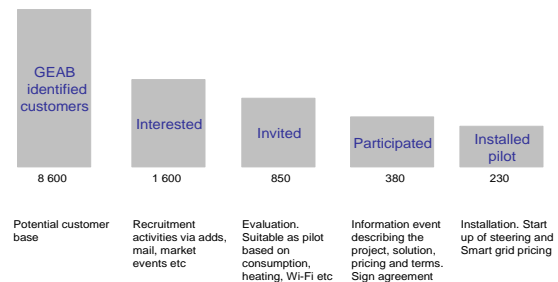 GEAB
identified
customers
Interested
Invited
Participated
Installed
pilot
8 600
1 600
850
380
230
Potential customer
base
Recruitment
activities via adds,
mail, market
events etc
Evaluation.
Suitable as pilot
based on
consumption,
heating, Wi-Fi etc
Information event
describing the
project, solution,
pricing and terms.
Sign agreement
Installation. Start
up of steering and
Smart grid pricing